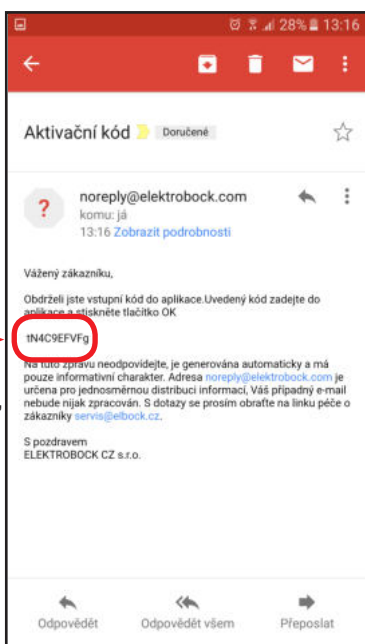 28% 13:16
Aktivační kód Doručené
?
noreply@elektrobock.com
komu: já
13:16 Zobrazit podrobnosti
Vážený zákazníku,
Obdrželi jste vstupní kód do aplikace.Uvedený kód zadejte do
aplikace a stiskněte tlačítko OK
tN4C9EFVFg
Na tuto zprávu neodpovídejte, je generována automaticky a má
pouze informativní charakter. Adresa noreply@elektrobock.com je
určena pro jednosměrnou distribuci informací, Váš případný e-mail
nebude nijak zpracován. S dotazy se prosím obraťte na linku péče o
zákazníky servis@elbock.cz.
S pozdravem
ELEKTROBOCK CZ s.r.o.
Odpovědět Odpovědět všem Přeposlat